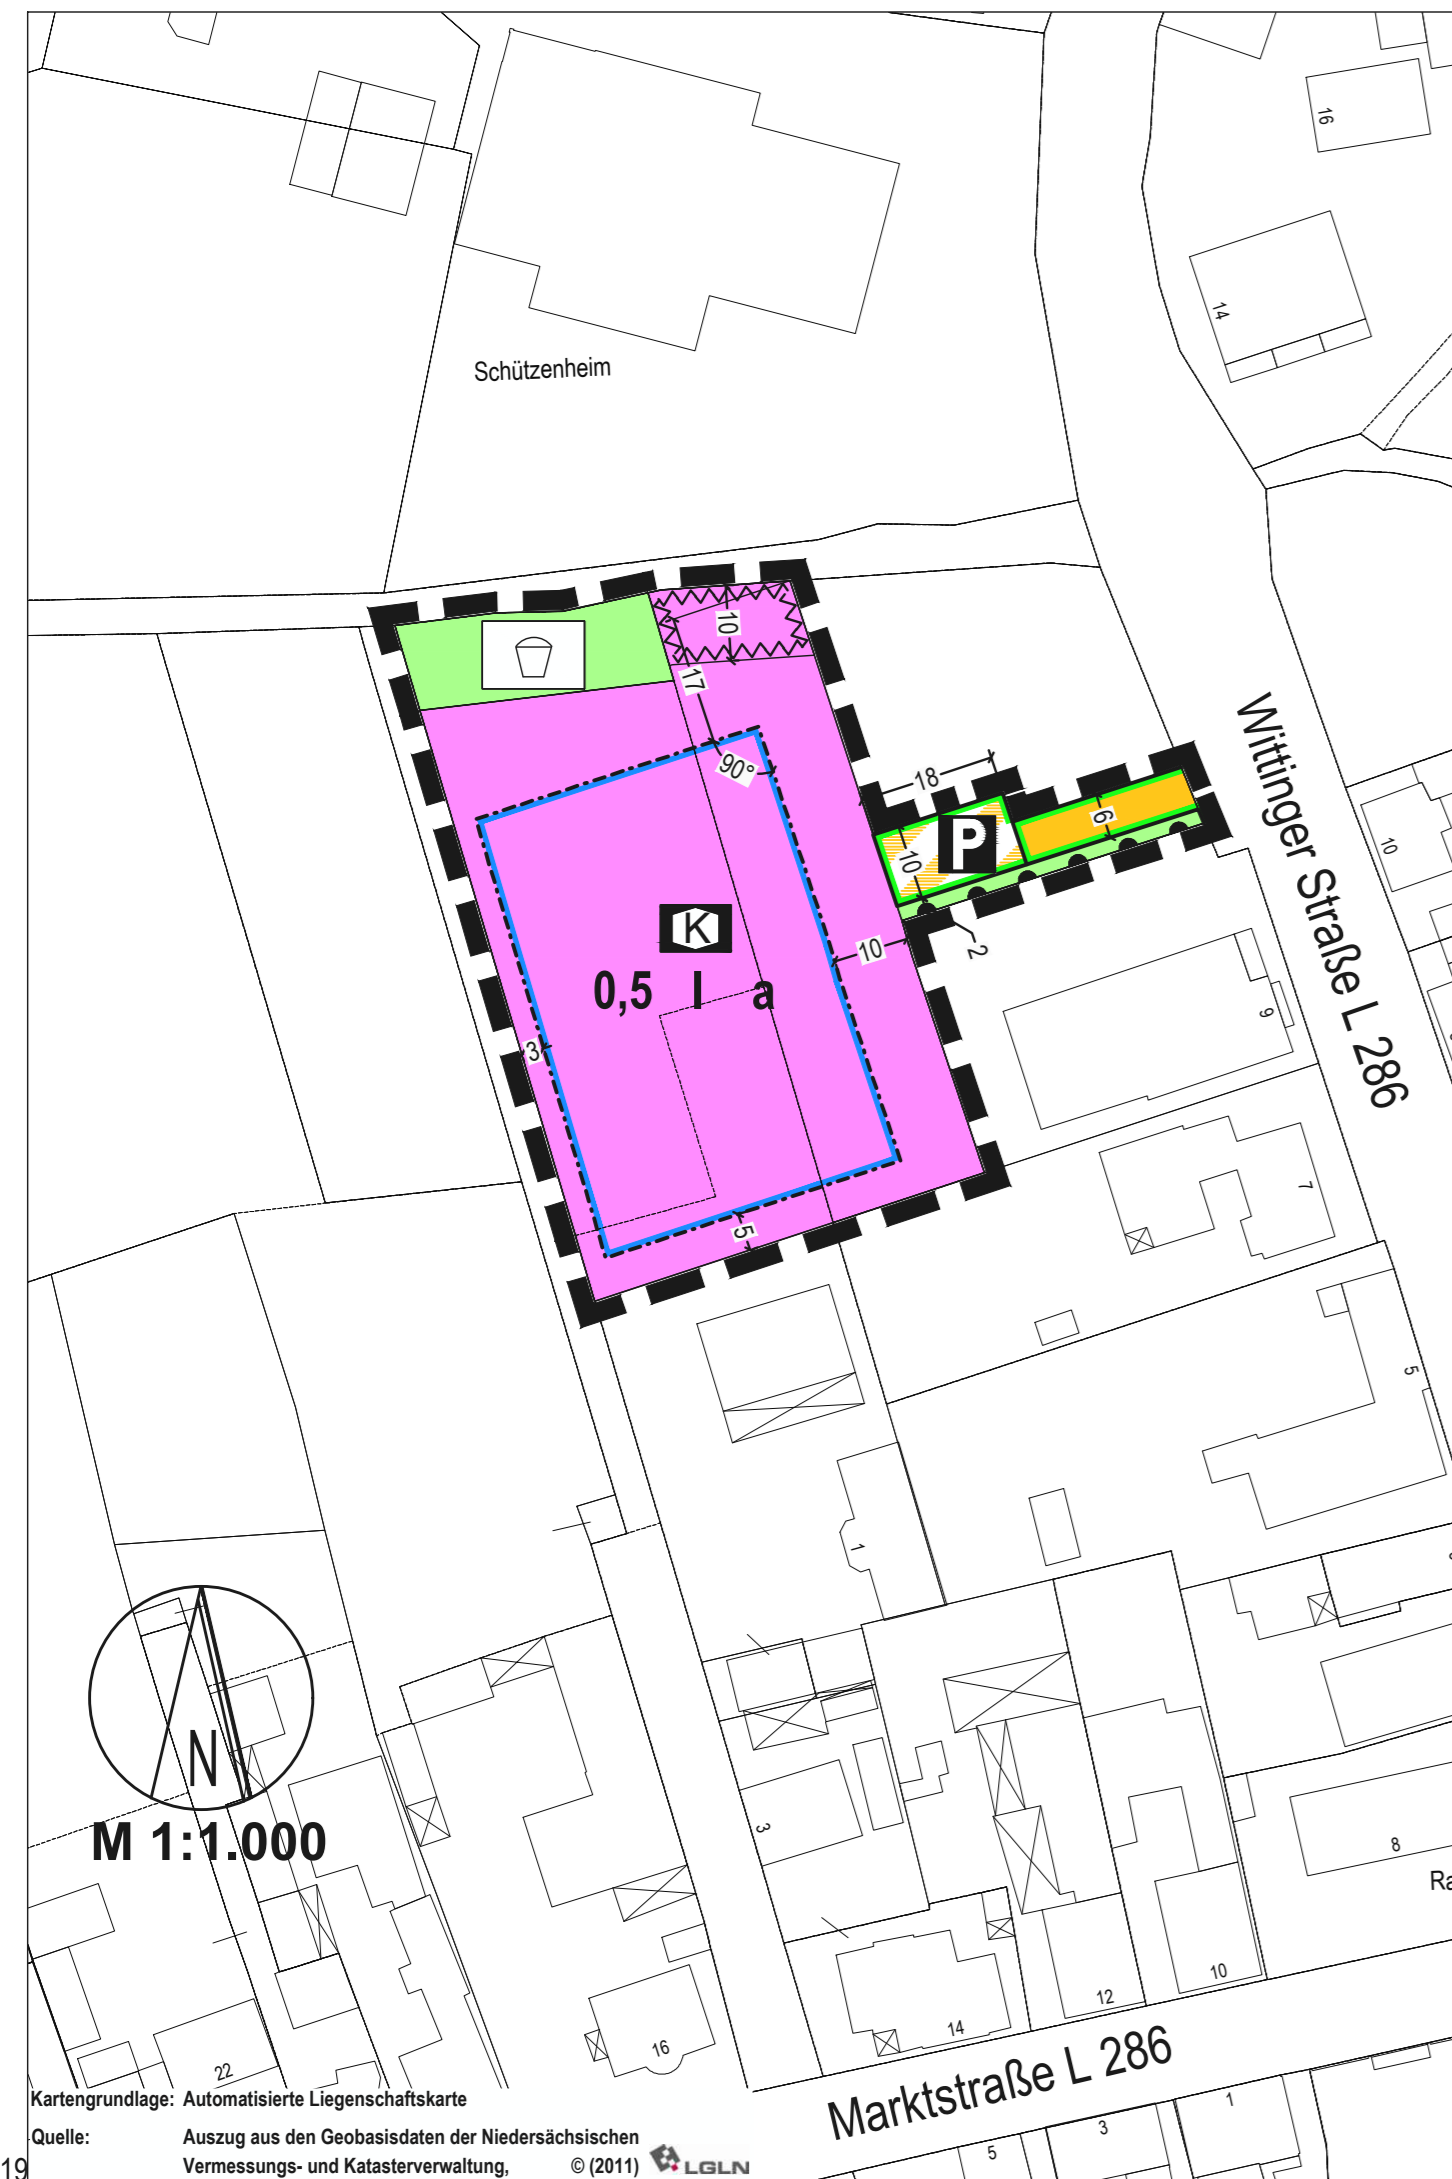 16
14
Schützenheim
10
17
90°
18
6
P
10
2
10
K
0,5 I a
3
5
Wittinger Straße L 286
10
9
7
5
1
N
M 1:1.000
3
8
Ra
10
12
14
16
22
Marktstraße L 286
1
3
5
Kartengrundlage: Automatisierte Liegenschaftskarte
Quelle: Auszug aus den Geobasisdaten der Niedersächsischen
Vermessungs- und Katasterverwaltung, © (2011) LGLN
19